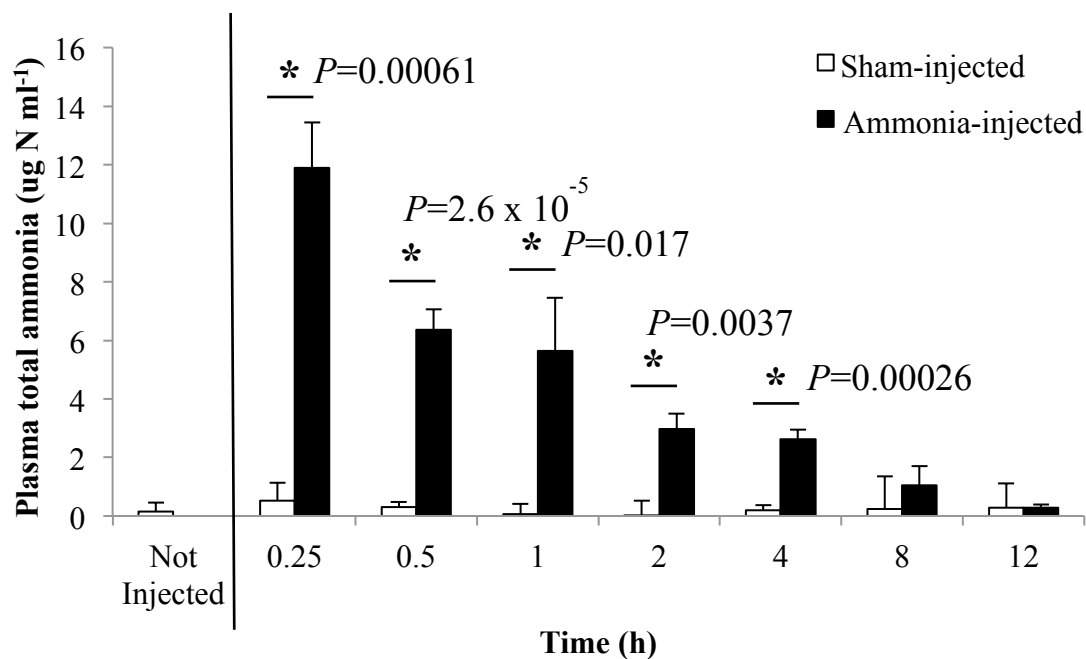 Plasma total ammonia (ug N ml-1)
16
14
12
10
8
6
4
2
0
* P=0.00061
P=2.6 x 10-5
*
* P=0.017
P=0.0037
*
* P=0.00026
Sham-injected
Ammonia-injected
Not Injected
0.25
0.5
1
2
4
8
12
Time (h)